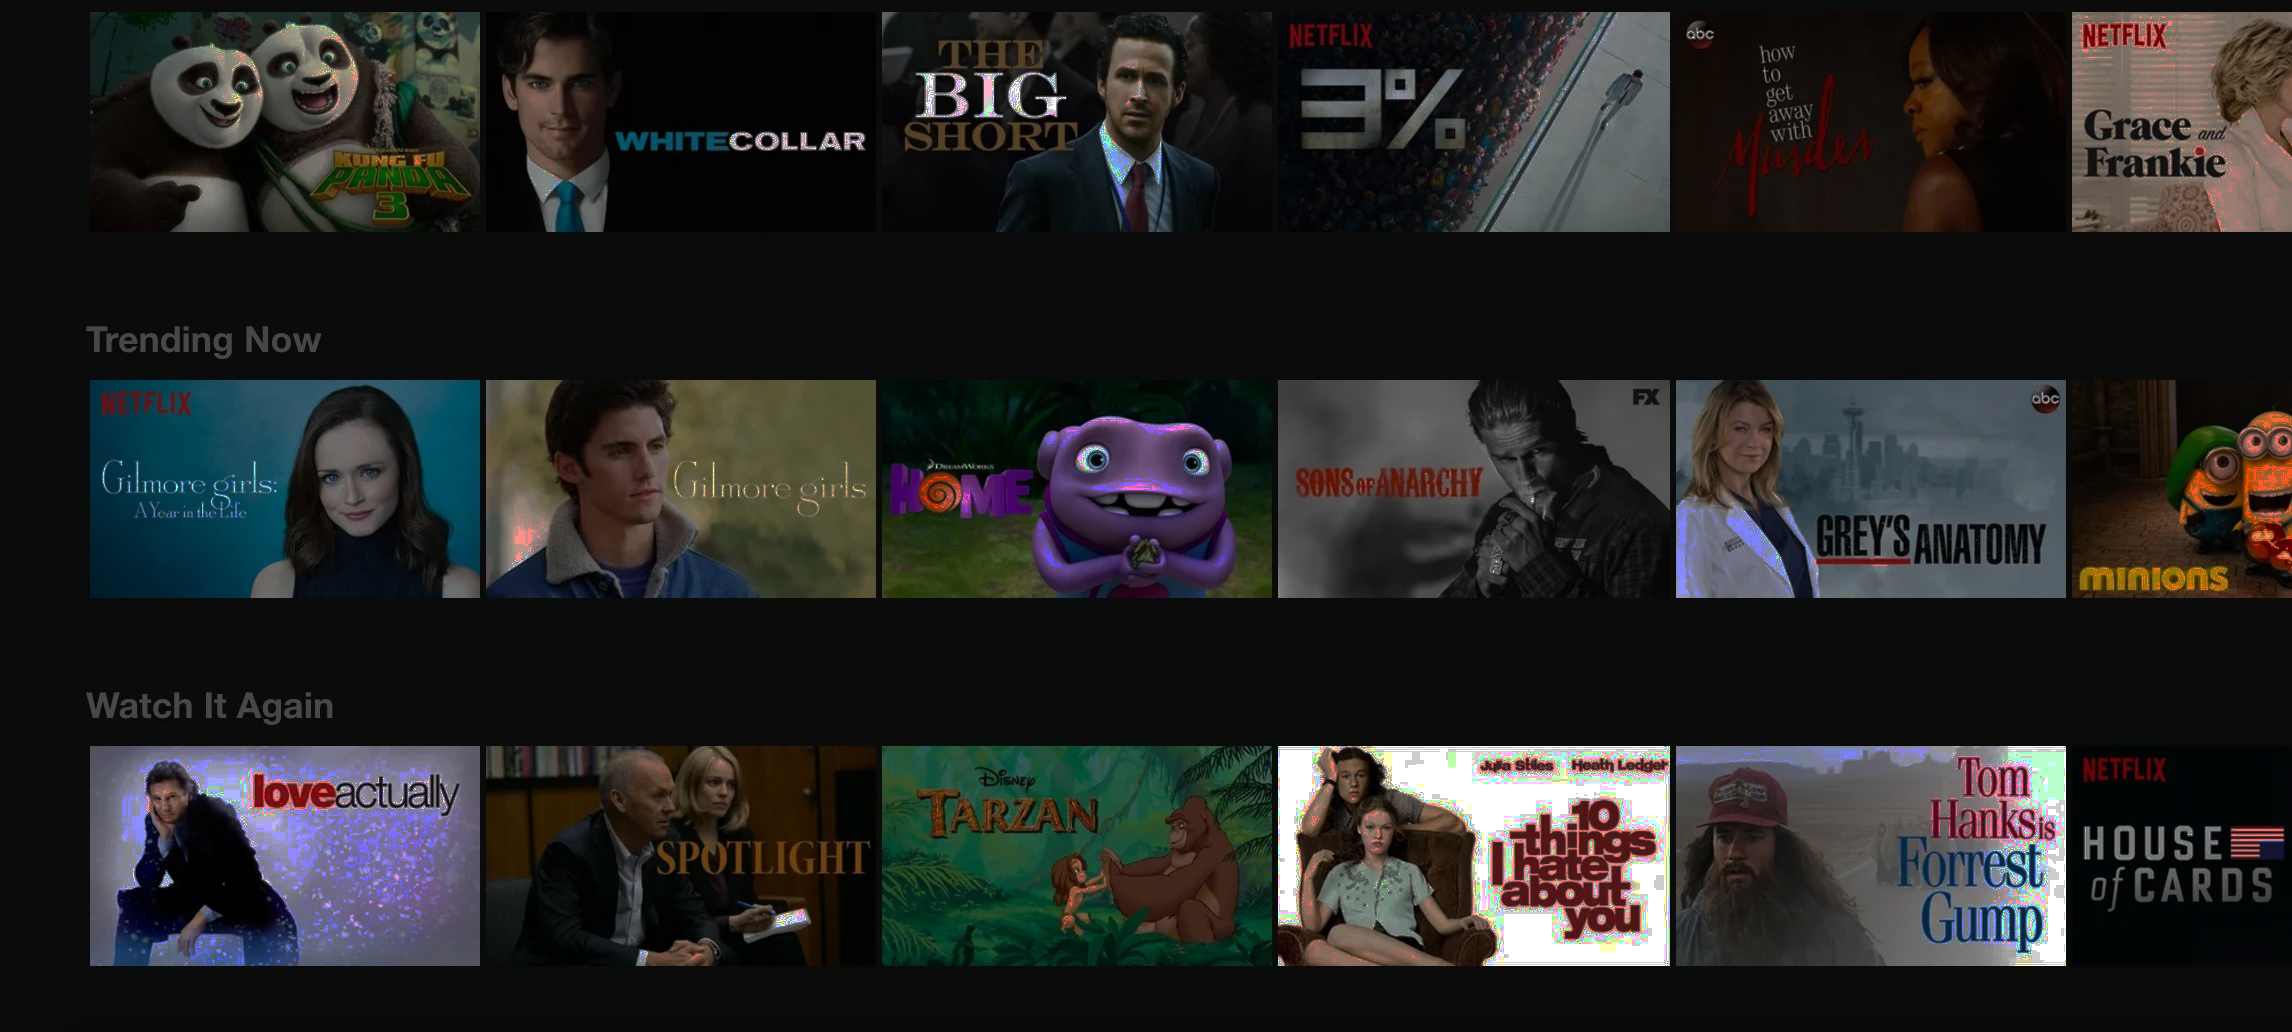 DREAMWORKS
KUNG FU
PANDA
3
WHITECOLLAR
THE
BIG
SHORT
NETFLIX
3%
abc
how
to
get
away
with
Murder
NETFLIX
Grace and
Frankie
Trending Now
NETFLIX
Gilmore girls:
A Year in the Life
Gilmore girls
DREAMWORKS
HOME
SONS OF ANARCHY
FX
abc
GREY'S ANATOMY
minions
Watch It Again
loveactually
SPOTLIGHT
Disney
TARZAN
Julia Stiles Heath Ledger
10
things
I hate
about
you
Tom
Hanks is
Forrest
Gump
NETFLIX
HOUSE
of CARDS